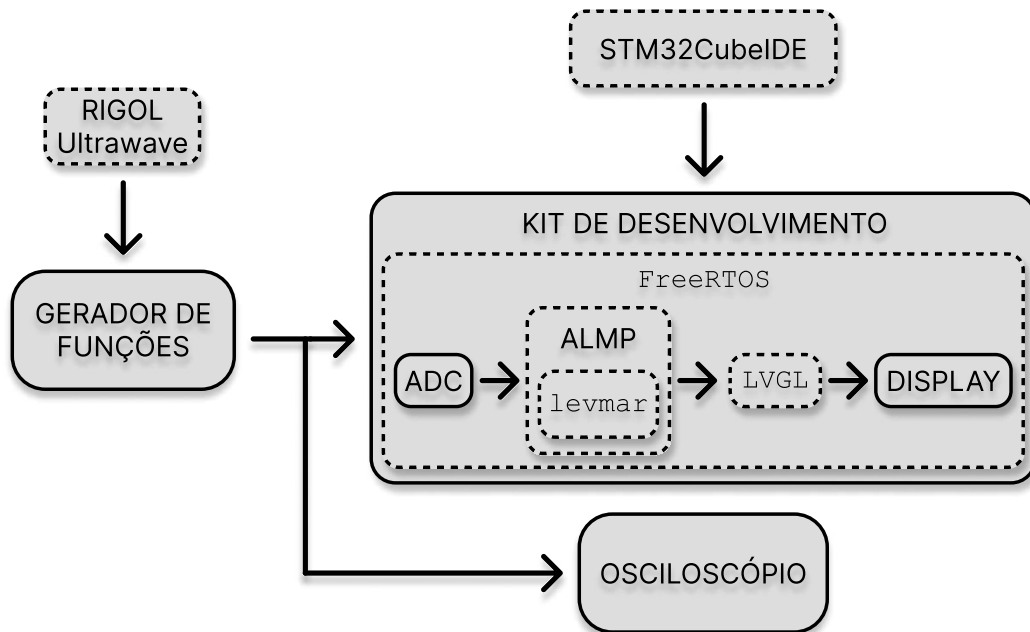 STM32CubeIDE
RIGOL
Ultrawave
KIT DE DESENVOLVIMENTO
FreeRTOS
GERADOR DE
FUNÇÕES
ALMP
ADC
levmar
LVGL
DISPLAY
OSCILOSCÓPIO